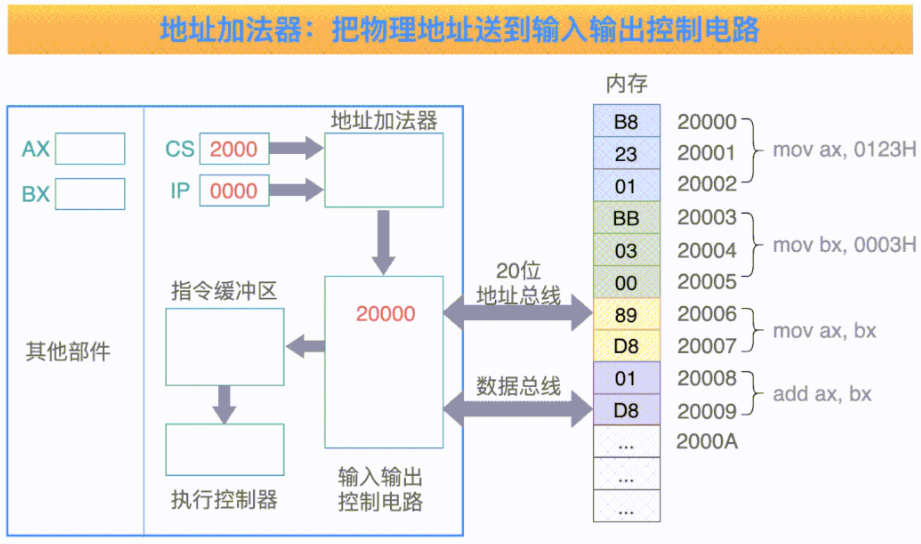 地址加法器：把物理地址送到输入输出控制电路
内存
地址加法器
AX
BX
CS 2000
IP 0000
20000
指令缓冲区
其他部件
执行控制器
输入输出
控制电路
20位
地址总线
数据总线
B8 20000
23 20001
01 20002
mov ax, 0123H
BB 20003
03 20004
00 20005
mov bx, 0003H
89 20006
D8 20007
mov ax, bx
01 20008
D8 20009
add ax, bx
... 2000A
...
...